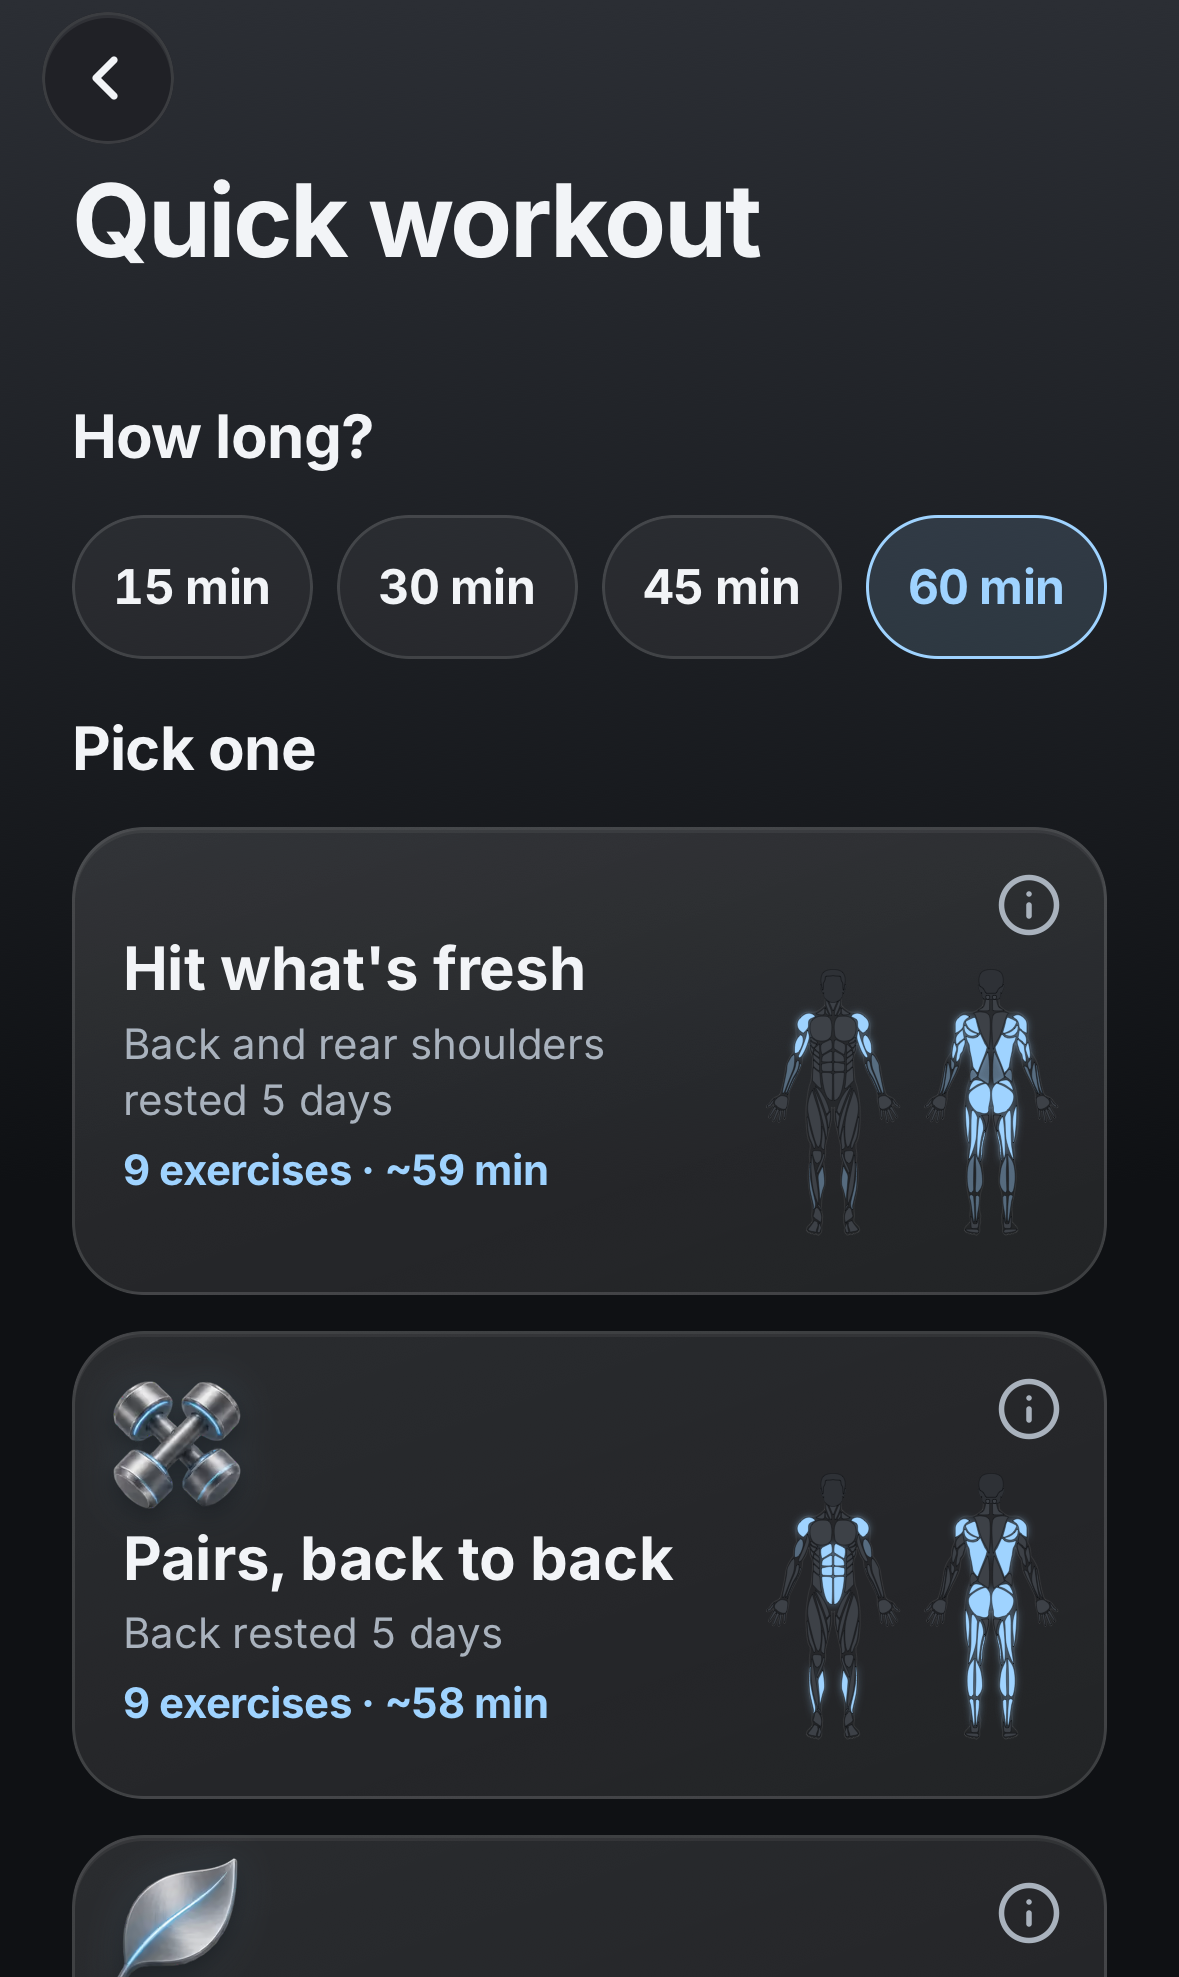 Quick workout
How long?
15 min
30 min
45 min
60 min
Pick one
Hit what's fresh
Back and rear shoulders
rested 5 days
9 exercises · ~59 min
Pairs, back to back
Back rested 5 days
9 exercises · ~58 min